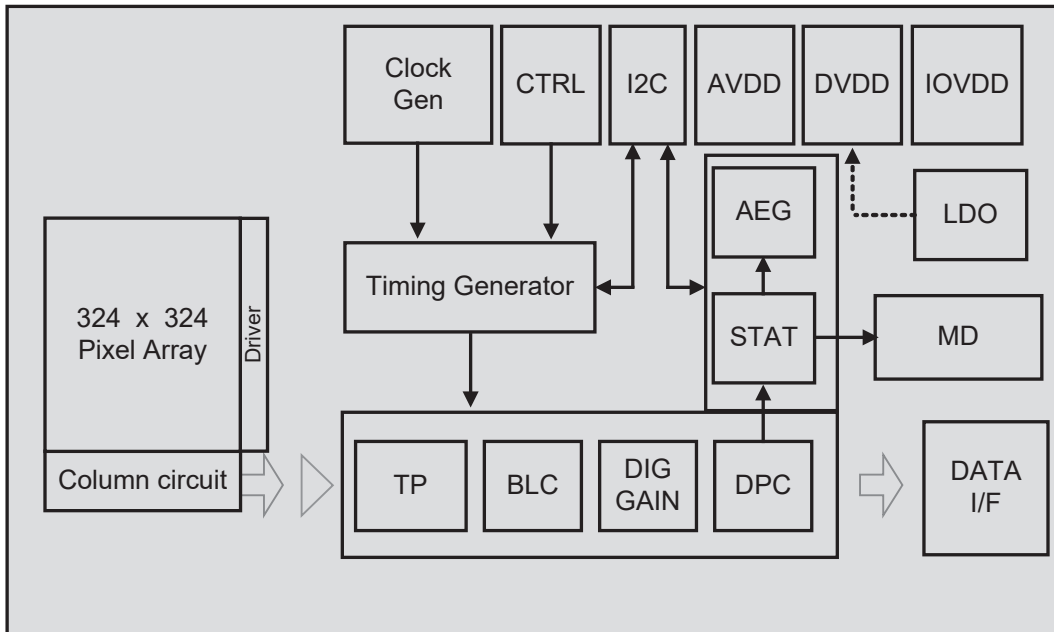 Clock
Gen
CTRL
I2C
AVDD
DVDD
IOVDD
AEG
LDO
Timing Generator
324 x 324
Pixel Array
Driver
STAT
MD
Column circuit
TP
BLC
DIG
GAIN
DPC
DATA
I/F